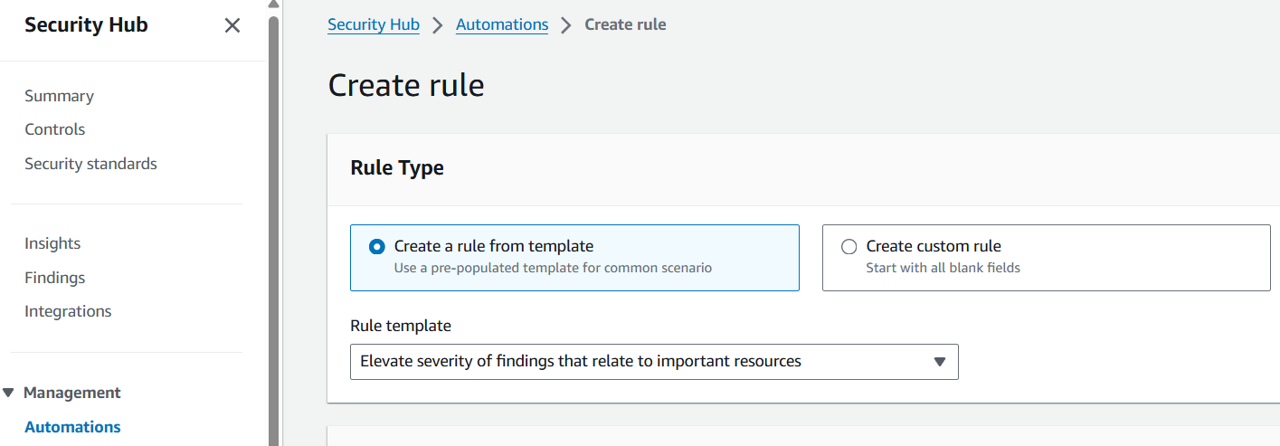 Security Hub
Summary
Controls
Security standards
Insights
Findings
Integrations
Management
Automations
Security Hub > Automations > Create rule
Create rule
Rule Type
Create a rule from template
Use a pre-populated template for common scenario
Create custom rule
Start with all blank fields
Rule template
Elevate severity of findings that relate to important resources